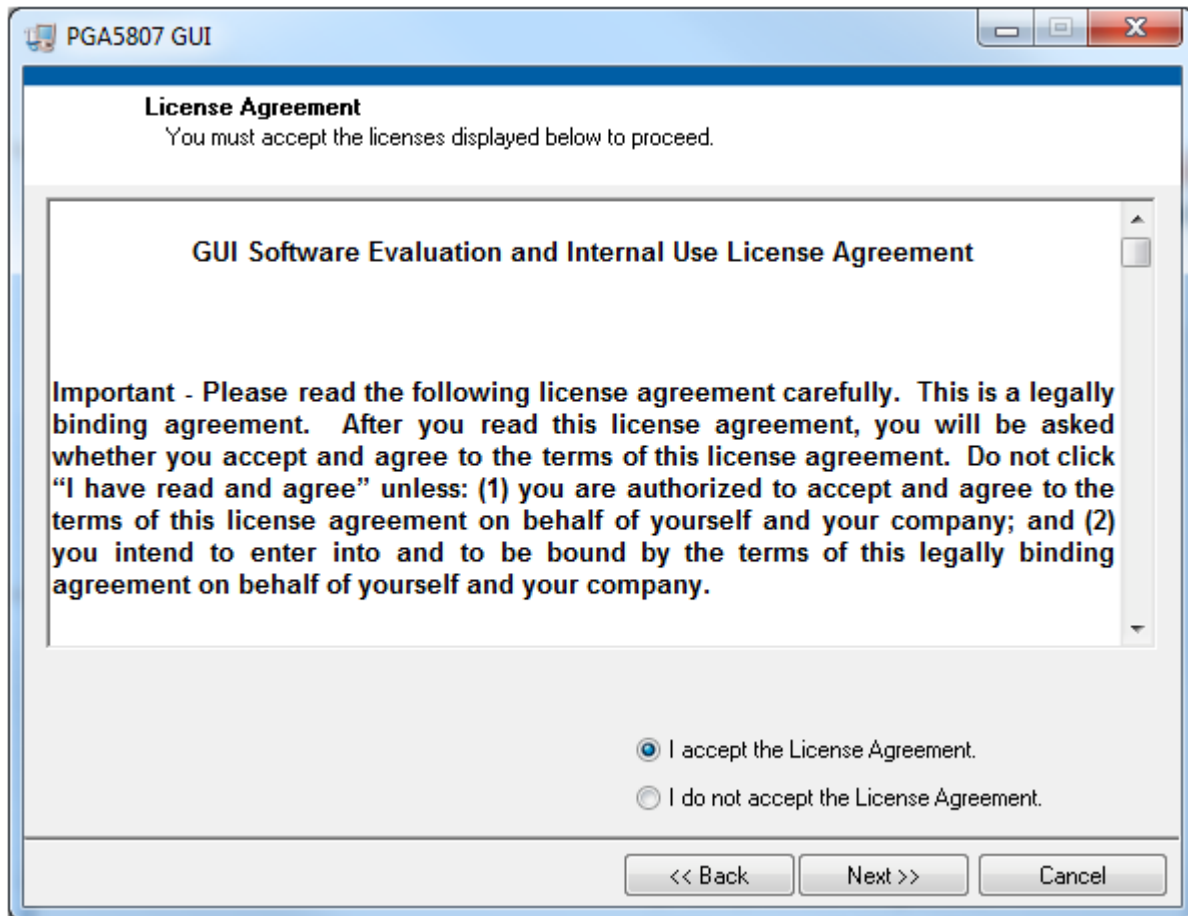 PGA5807 GUI
License Agreement
You must accept the licenses displayed below to proceed.
GUI Software Evaluation and Internal Use License Agreement
Important - Please read the following license agreement carefully.  This is a legally
binding agreement.  After you read this license agreement, you will be asked
whether you accept and agree to the terms of this license agreement.  Do not click
“I have read and agree” unless: (1) you are authorized to accept and agree to the
terms of this license agreement on behalf of yourself and your company; and (2)
you intend to enter into and to be bound by the terms of this legally binding
agreement on behalf of yourself and your company.
I accept the License Agreement.
I do not accept the License Agreement.
<< Back Next >> Cancel